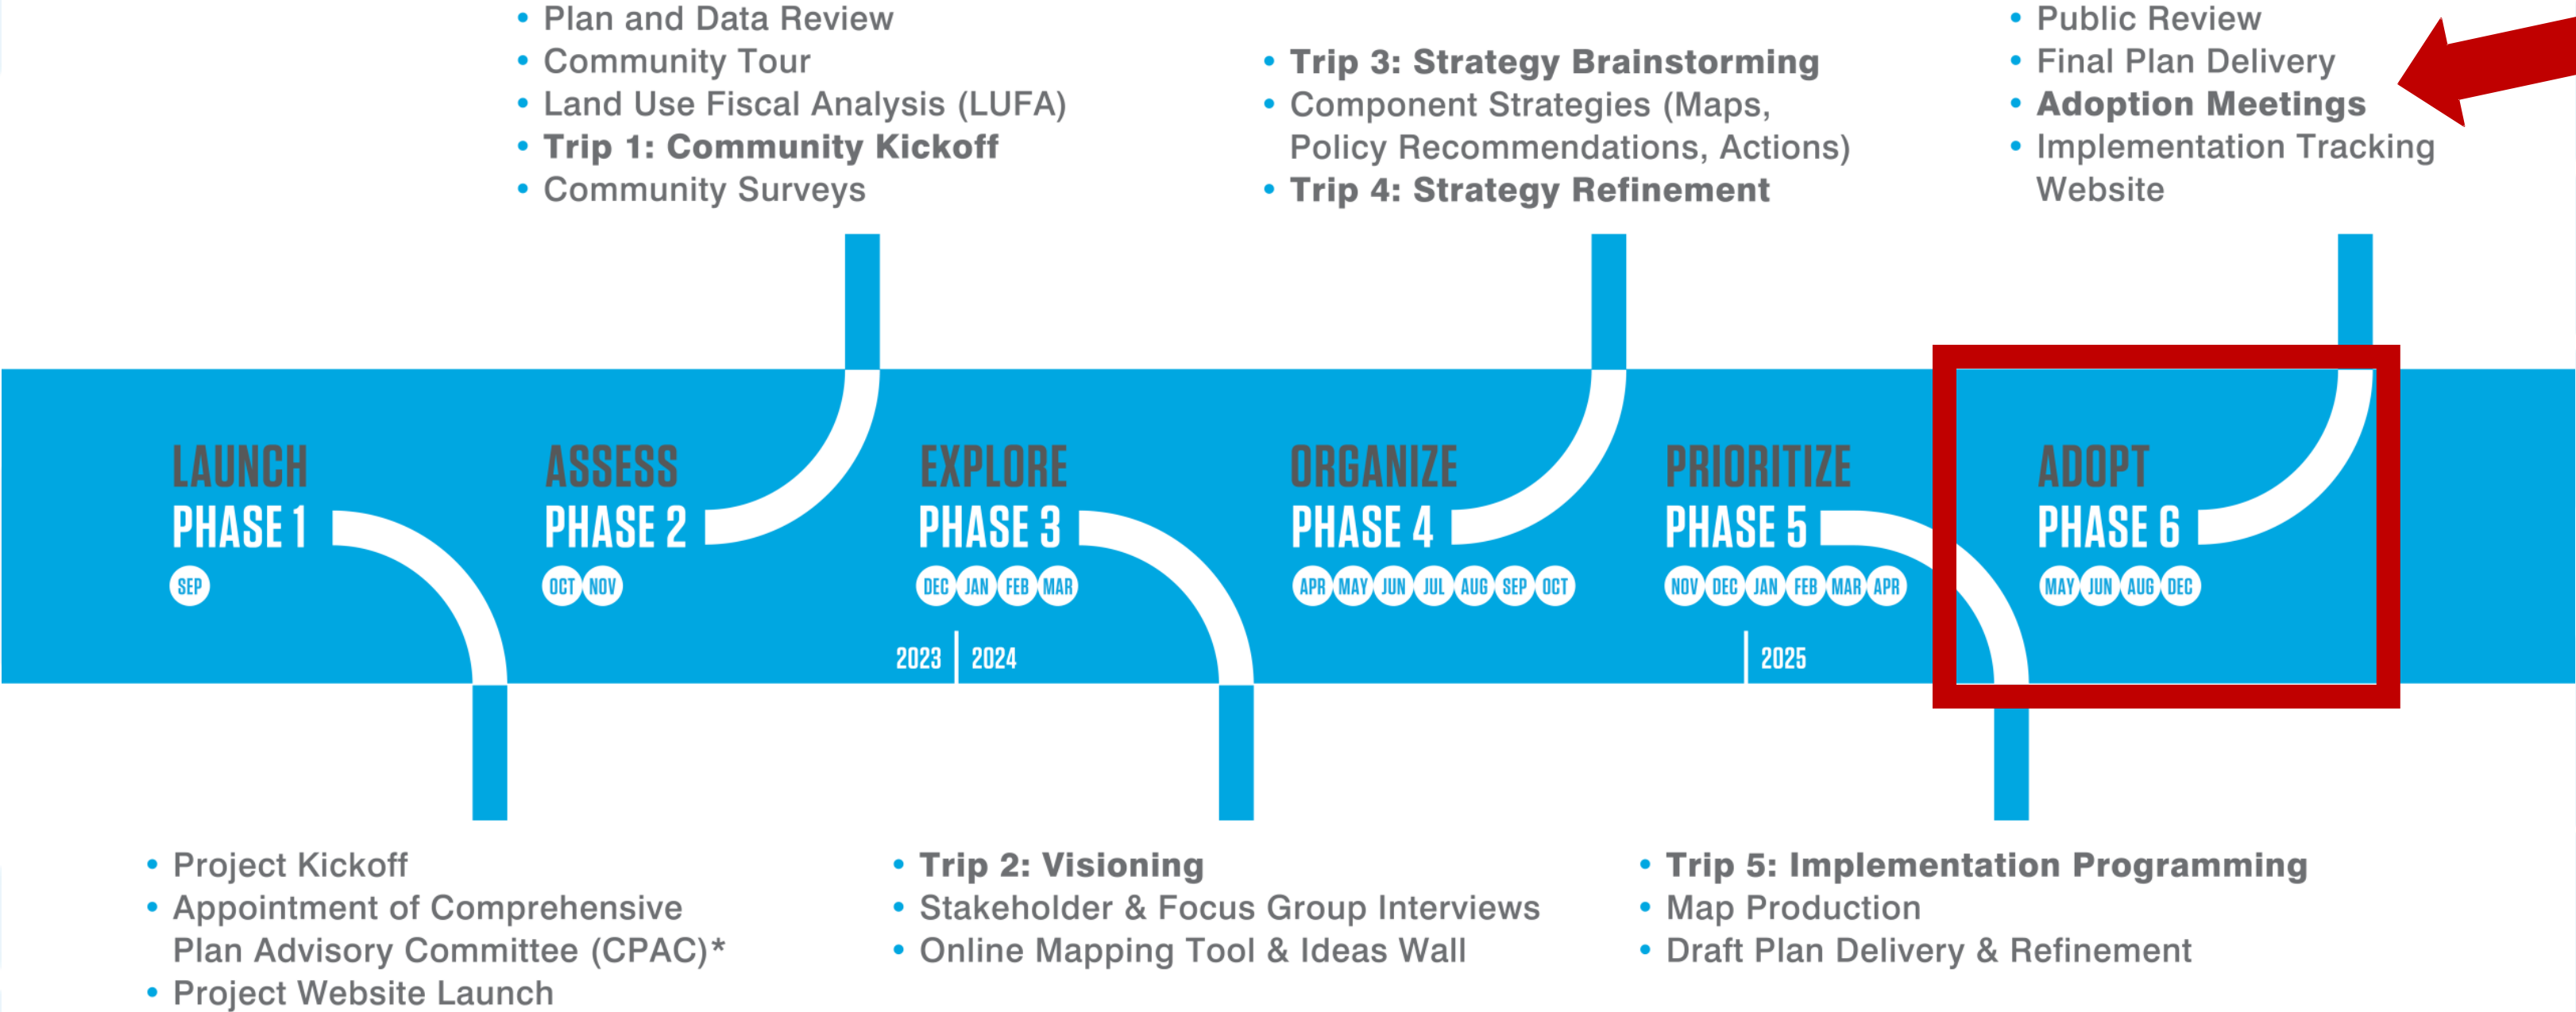 • Plan and Data Review
• Community Tour
• Land Use Fiscal Analysis (LUFA)
• Trip 1: Community Kickoff
• Community Surveys
• Trip 3: Strategy Brainstorming
• Component Strategies (Maps,
Policy Recommendations, Actions)
• Trip 4: Strategy Refinement
• Public Review
• Final Plan Delivery
• Adoption Meetings
• Implementation Tracking
Website
LAUNCH
PHASE 1
SEP
ASSESS
PHASE 2
OCT NOV
EXPLORE
PHASE 3
DEC JAN FEB MAR
2023 | 2024
ORGANIZE
PHASE 4
APR MAY JUN JUL AUG SEP OCT
PRIORITIZE
PHASE 5
NOV DEC JAN FEB MAR APR
| 2025
ADOPT
PHASE 6
MAY JUN AUG DEC
• Project Kickoff
• Appointment of Comprehensive
Plan Advisory Committee (CPAC)*
• Project Website Launch
• Trip 2: Visioning
• Stakeholder & Focus Group Interviews
• Online Mapping Tool & Ideas Wall
• Trip 5: Implementation Programming
• Map Production
• Draft Plan Delivery & Refinement